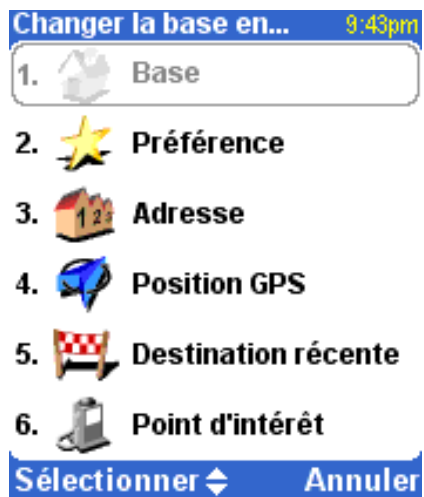 Changer la base en... 9:43pm
1. Base
2. Préférence
3. Adresse
123
4. Position GPS
5. Destination récente
6. Point d'intérêt
Sélectionner Annuler